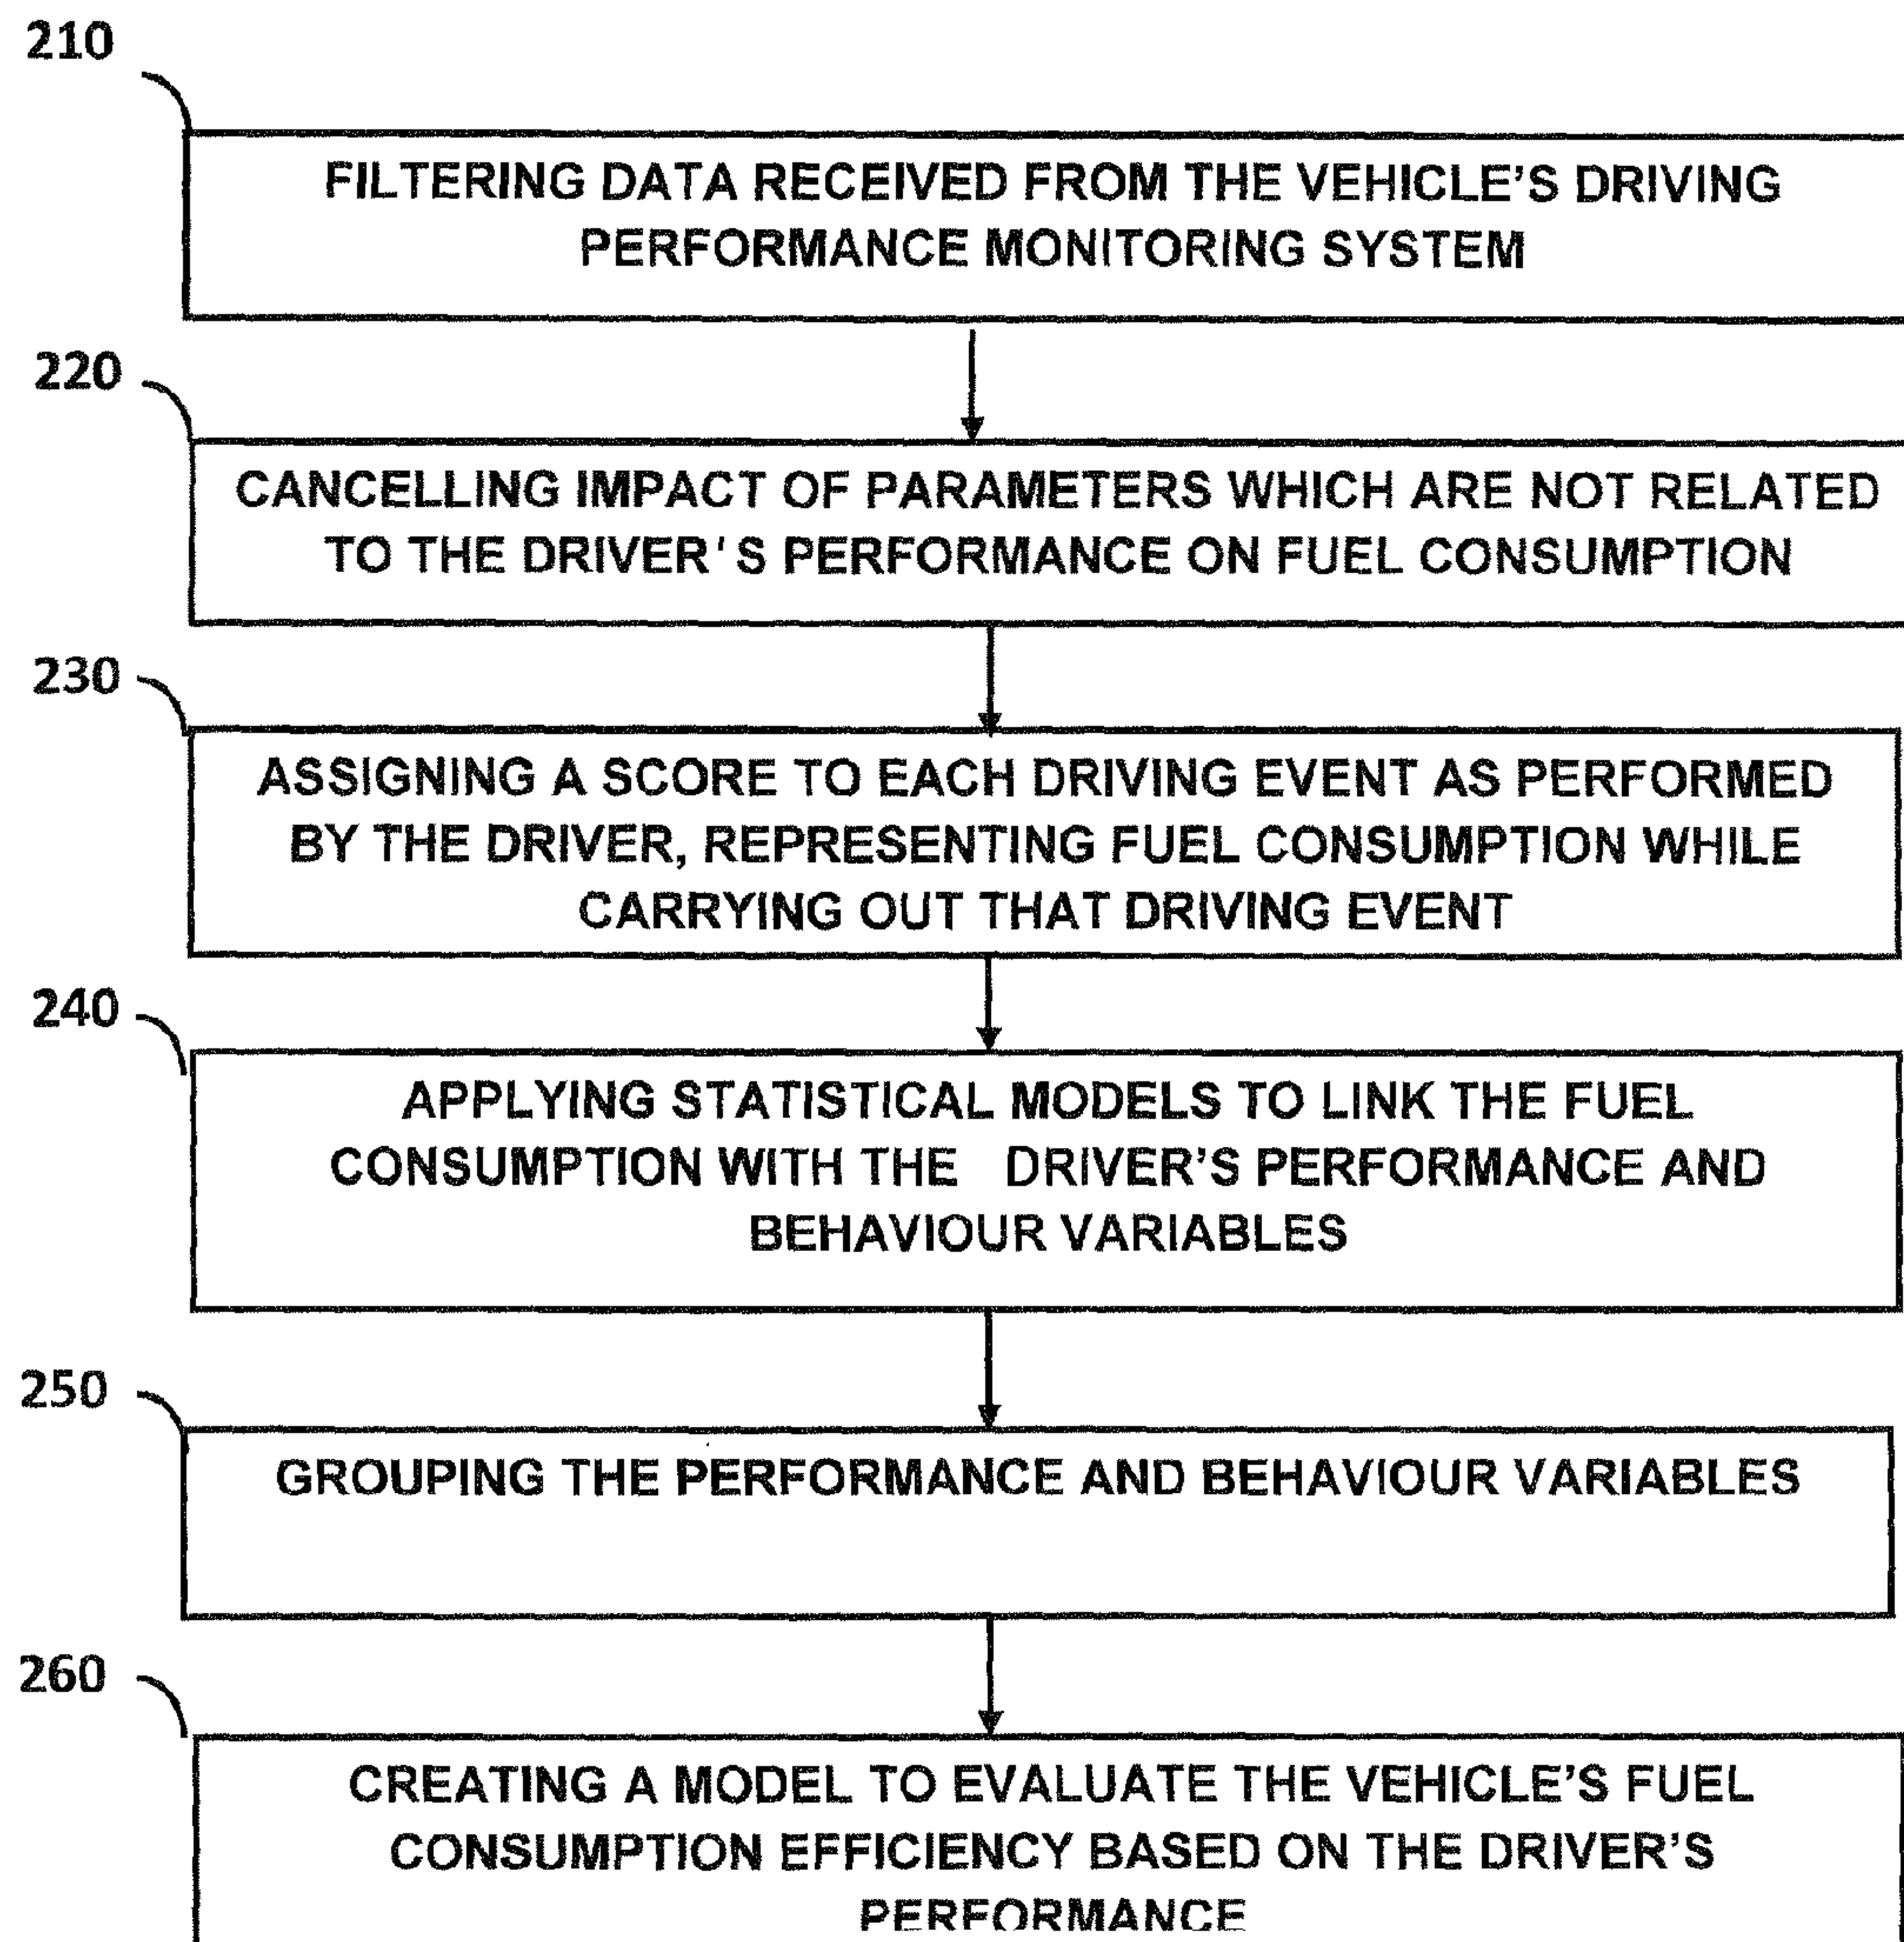 210
FILTERING DATA RECEIVED FROM THE VEHICLE'S DRIVING
PERFORMANCE MONITORING SYSTEM
220
CANCELLING IMPACT OF PARAMETERS WHICH ARE NOT RELATED
TO THE DRIVER'S PERFORMANCE ON FUEL CONSUMPTION
230
ASSIGNING A SCORE TO EACH DRIVING EVENT AS PERFORMED
BY THE DRIVER, REPRESENTING FUEL CONSUMPTION WHILE
CARRYING OUT THAT DRIVING EVENT
240
APPLYING STATISTICAL MODELS TO LINK THE FUEL
CONSUMPTION WITH THE DRIVER'S PERFORMANCE AND
BEHAVIOUR VARIABLES
250
GROUPING THE PERFORMANCE AND BEHAVIOUR VARIABLES
260
CREATING A MODEL TO EVALUATE THE VEHICLE'S FUEL
CONSUMPTION EFFICIENCY BASED ON THE DRIVER'S
PERFORMANCE